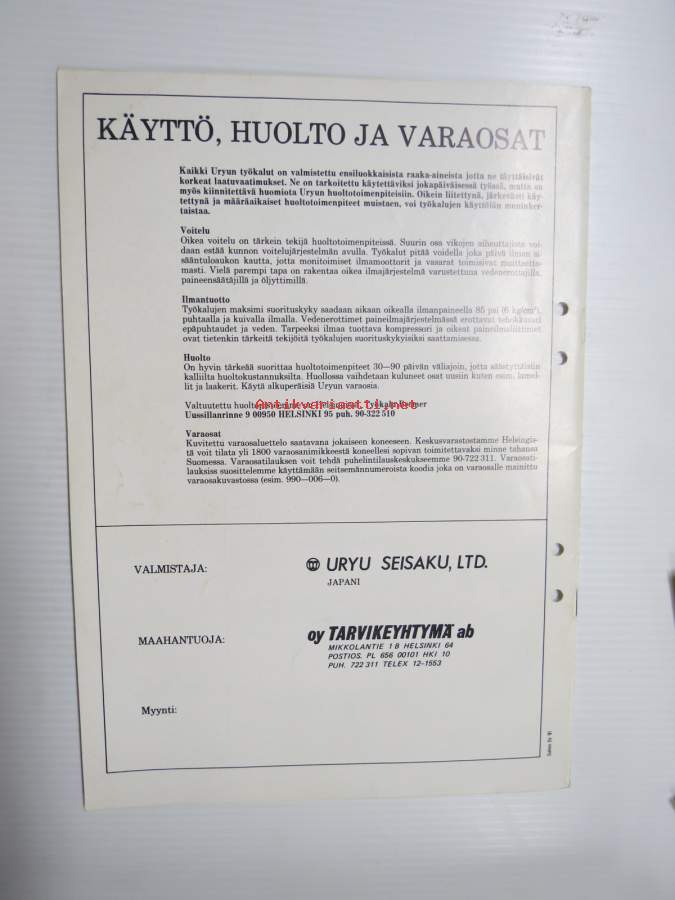 KÄYTTÖ, HUOLTO JA VARAOSAT
Kaikki Uryun työkalut on valmistettu ensiluokkaisista raaka-aineista jotta ne täyttäisivät
korkeat laatuvaatimukset. Ne on tarkoitettu käytettäviksi jokapäiväisessä työssä, mutta on
myös kiinnitettävä huomiota Uryun huoltotoimenpiteisiin. Oikein liitettynä, järkevästi käy-
tettynä ja määräaikaiset huoltotoimenpiteet muistaen, voi työkalujen käyttöiän moninker-
taistaa.
Voitelu
Oikea voitelu on tärkein tekijä huoltotoimenpiteissä. Suurin osa vikojen aiheuttajista voi-
daan estää kunnon voitelujärjestelmän avulla. Työkalut pitää voidella joka päivä ilman si-
sääntuloaukon kautta, jotta monitoimiset ilmamoottorit ja vasarat toimisivat moitteetto-
masti. Vielä parempi tapa on rakentaa oikea ilmajärjestelmä varustettuna vedenerottajilla,
paineensäätäjillä ja öljyttimillä.
Ilmantuotto
Työkalujen maksimi suorituskyky saadaan aikaan oikealla ilmanpaineella 85 psi (6 kg/cm²),
puhtaalla ja kuivalla ilmalla. Vedenerottimet paineilmajärjestelmässä erottavat tehokkaasti
epäpuhtaudet ja veden. Tarpeeksi ilmaa tuottava kompressori ja oikeat paineilmaliittimet
ovat tietenkin tärkeitä tekijöitä työkalujen suorituskykyisiksi saattamisessa.
Huolto
On hyvin tärkeää suorittaa huoltotoimenpiteet 30—90 päivän väliajoin, jotta säästyttäisiin
kalliilta huoltokustannuksilta. Huollossa vaihdetaan kuluneet osat uusiin kuten esim. lamel-
lit ja laakerit. Käytä alkuperäisiä Uryun varaosia.
Valtuutettu
Uussillanrinne 9 00950 HELSINKI 95 puh. 90-322 510
Antikvariaatti.net
Varaosat
Kuvitettu varaosaluettelo saatavana jokaiseen koneeseen. Keskusvarastostamme Helsingis-
tä voit tilata yli 1800 varaosanimikkeestä koneellesi sopivan toimitettavaksi minne tahansa
Suomessa. Varaosatilauksen voit tehdä puhelintilauskeskukseemme 90-722 311. Varaosati-
lauksiss suosittelemme käyttämään seitsemännumeroista koodia joka on varaosalle mainittu
varaosakuvastossa (esim. 990—006—0).
VALMISTAJA:
URYU SEISAKU, LTD.
JAPANI
MAAHANTUOJA:
oy TARVIKEYHTYMÄ ab
MIKKOLANTIE 1 B HELSINKI 64
POSTIOS. PL 656 00101 HKI 10
PUH. 722 311 TELEX 12-1553
Myynti: